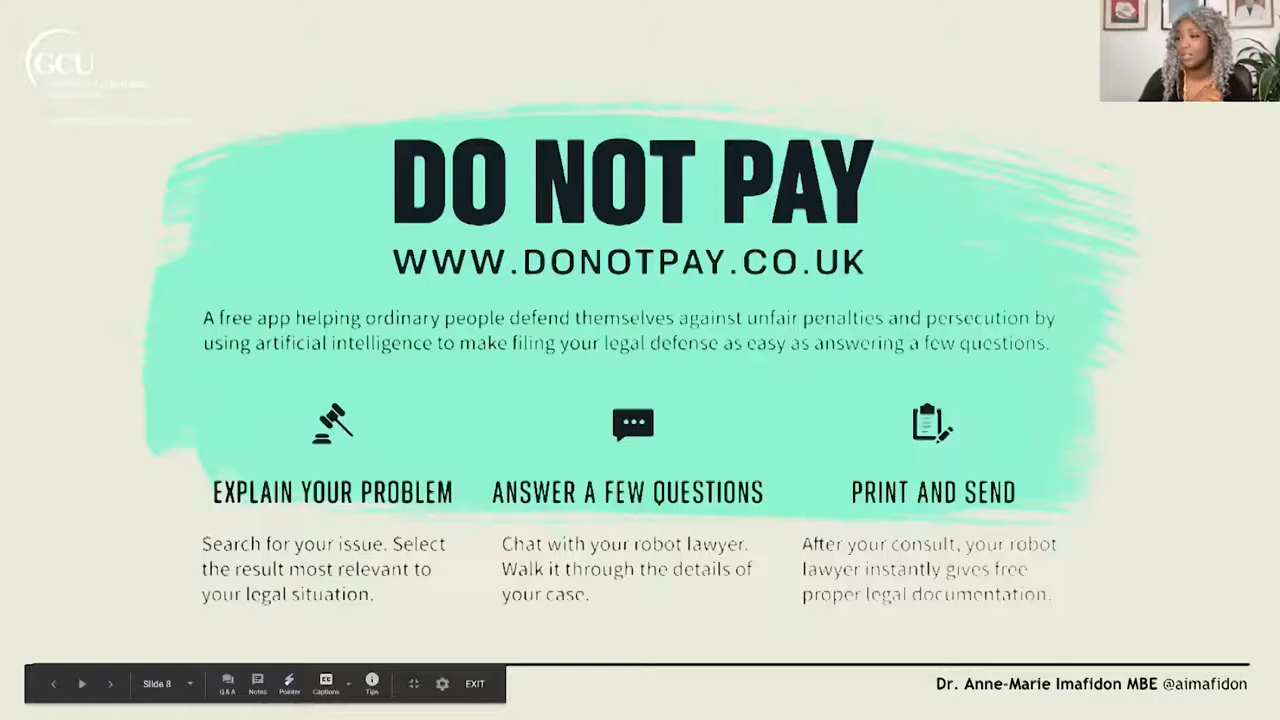 GCU
DO NOT PAY
WWW.DONOTPAY.CO.UK
A free app helping ordinary people defend themselves against unfair penalties and persecution by
using artificial intelligence to make filing your legal defense as easy as answering a few questions.
EXPLAIN YOUR PROBLEM
Search for your issue. Select
the result most relevant to
your legal situation.
ANSWER A FEW QUESTIONS
Chat with your robot lawyer.
Walk it through the details of
your case.
PRINT AND SEND
After your consult, your robot
lawyer instantly gives free
proper legal documentation.
Slide 8
Q & A
Notes
Pointer
Captions
Tips
EXIT
Dr. Anne-Marie Imafidon MBE @aimafidon